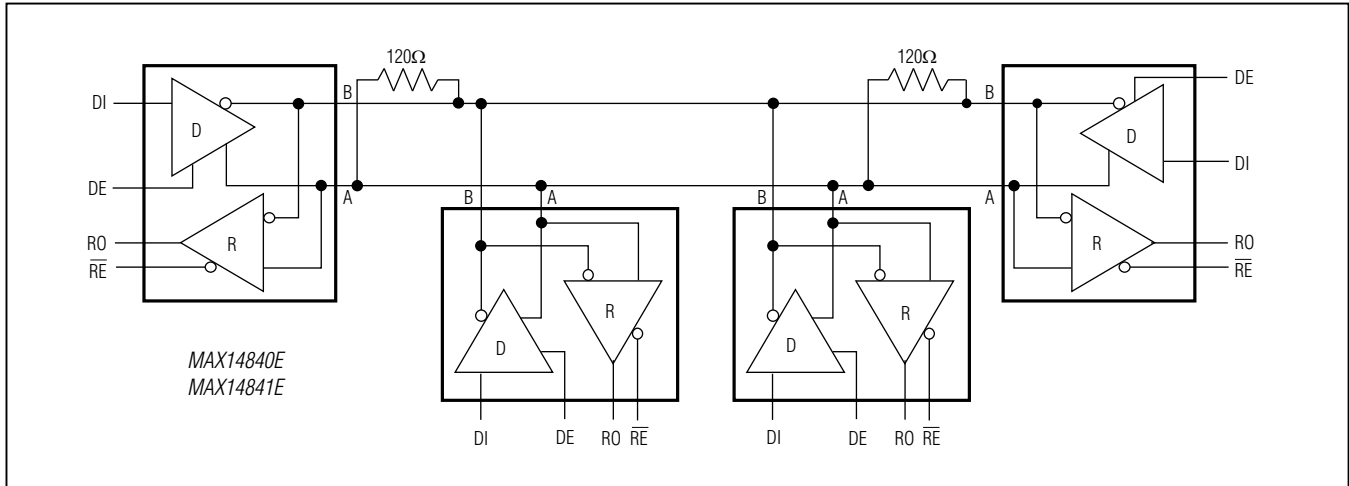 120Ω 120Ω
B B
DI DE
D D
DI
DE
A B A B A A
RO R R RO
RE RE
R R
D D
MAX14840E
MAX14841E
DI DE RO RE DI DE RO RE